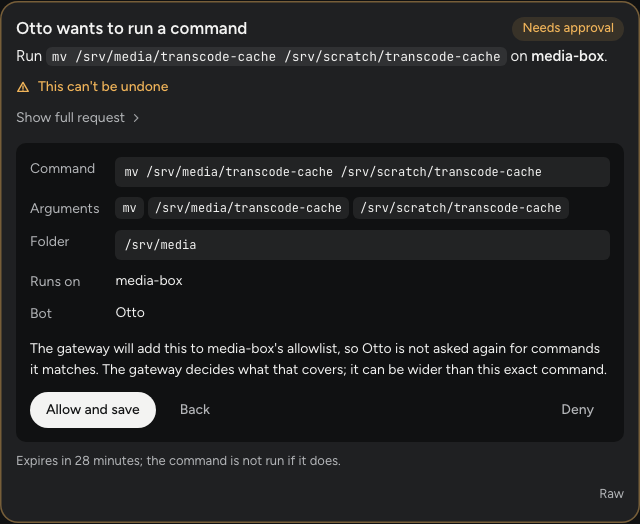 Otto wants to run a command
Needs approval
Run mv /srv/media/transcode-cache /srv/scratch/transcode-cache on media-box.
This can't be undone
Show full request
Command
mv /srv/media/transcode-cache /srv/scratch/transcode-cache
Arguments
mv /srv/media/transcode-cache /srv/scratch/transcode-cache
Folder
/srv/media
Runs on
media-box
Bot
Otto
The gateway will add this to media-box's allowlist, so Otto is not asked again for commands
it matches. The gateway decides what that covers; it can be wider than this exact command.
Allow and save
Back
Deny
Expires in 28 minutes; the command is not run if it does.
Raw